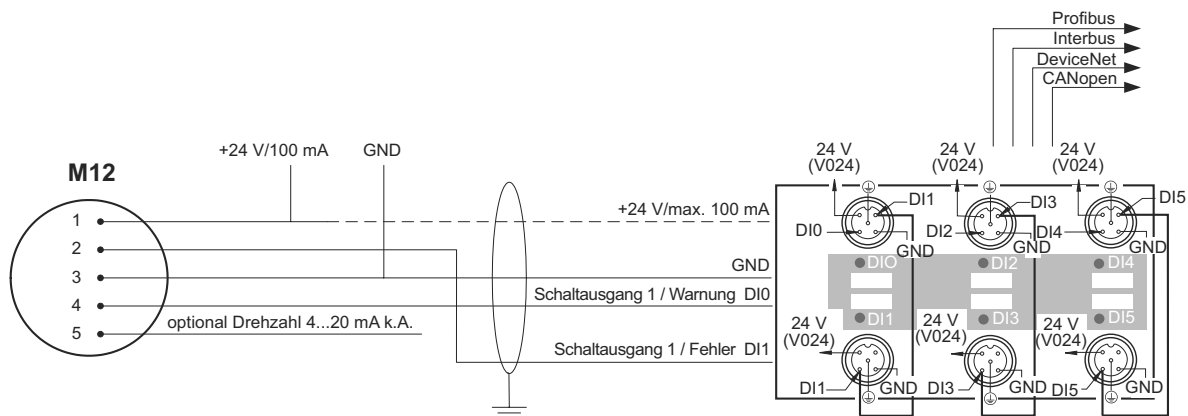 Profibus
Interbus
DeviceNet
CANopen
+24 V/100 mA GND
M12
24 V (V024) 24 V (V024) 24 V (V024)
1
2
3
4
5
+24 V/max. 100 mA
DI1 DI3 DI5
DI0 DI2 DI4
GND GND GND
GND
DIO DI2 DI4
Schaltausgang 1 / Warnung DI0
optional Drehzahl 4...20 mA k.A.
DI1 DI3 DI5
24 V (V024) 24 V (V024) 24 V (V024)
Schaltausgang 1 / Fehler DI1
DI1 GND DI3 GND DI5 GND